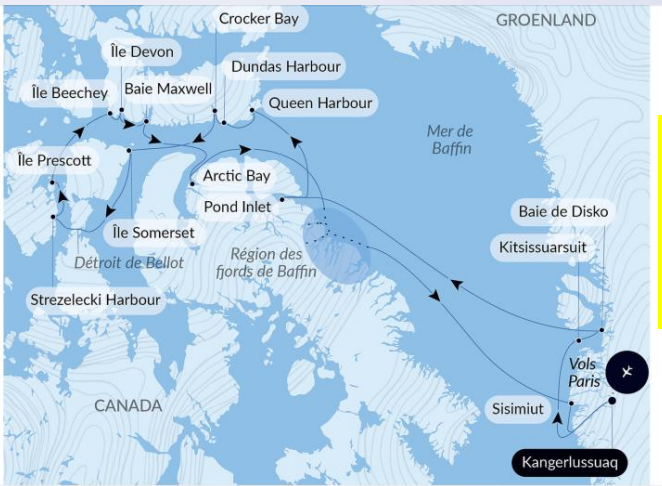 Crocker Bay
GROENLAND
Île Devon
Dundas Harbour
Île Beechey
Baie Maxwell
Queen Harbour
Mer de
Baffin
Île Prescott
Arctic Bay
Pond Inlet
Baie de Disko
Île Somerset
Kitsissuarsuit
Région des
fjords de Baffin
Détroit de Bellot
Strezelecki Harbour
Vols
Paris
CANADA
Sisimiut
Kangerlussuaq